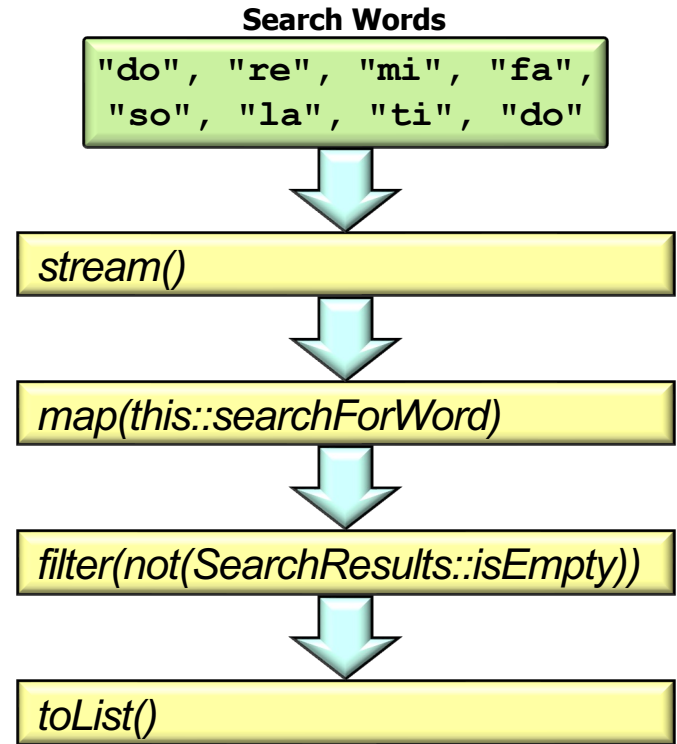 Search Words
"do", "re", "mi", "fa",
"so", "la", "ti", "do"
stream()
map(this::searchForWord)
filter(not(SearchResults::isEmpty))
toList()